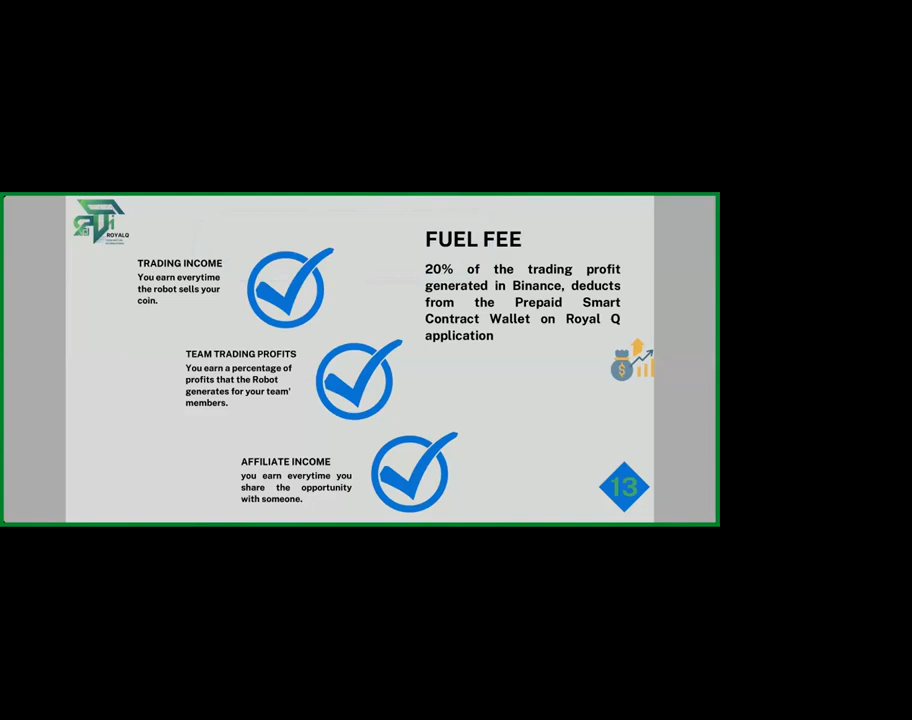 ROYALQ
TRADING INCOME
You earn everytime
the robot sells your
coin.
TEAM TRADING PROFITS
You earn a percentage of
profits that the Robot
generates for your team'
members.
AFFILIATE INCOME
you earn everytime you
share the opportunity
with someone.
FUEL FEE
20% of the trading profit
generated in Binance, deducts
from the Prepaid Smart
Contract Wallet on Royal Q
application
$
13